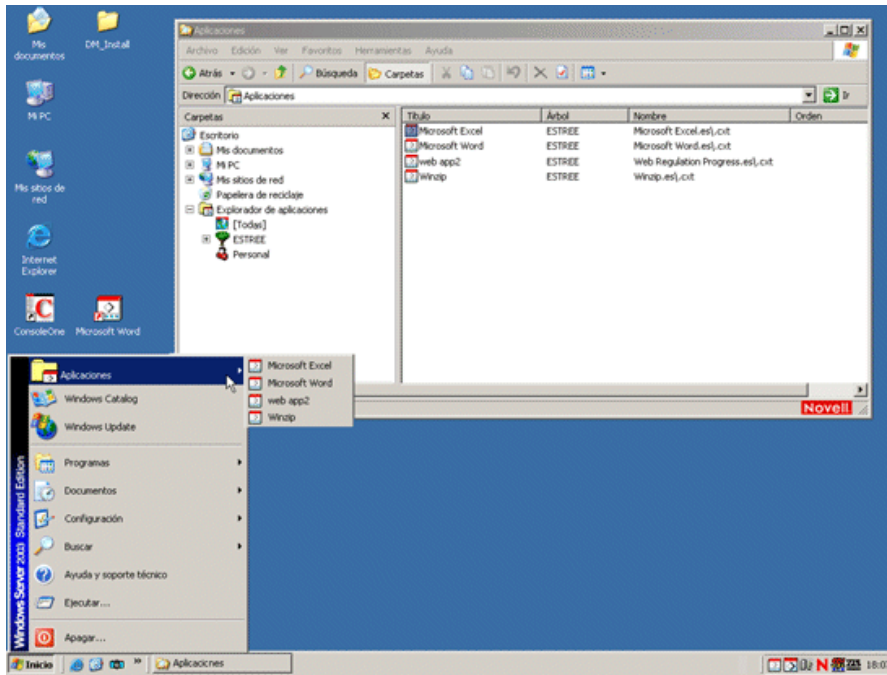 Mis documentos
DM_Install
Mi PC
Mis sitios de red
Internet Explorer
ConsoleOne
Microsoft Word
Aplicaciones
Archivo Edición Ver Favoritos Herramientas Ayuda
Atrás Búsqueda Carpetas
Dirección Aplicaciones Ir
Carpetas X Título Árbol Nombre Orden
Escritorio
Mis documentos
Mi PC
Mis sitios de red
Papelera de reciclaje
Explorador de aplicaciones
[Todas]
ESTREE
Personal
Microsoft Excel ESTREE Microsoft Excel.es\,.cxt
Microsoft Word ESTREE Microsoft Word.es\,.cxt
web app2 ESTREE Web Regulation Progress.es\,.cxt
Winzip ESTREE Winzip.es\,.cxt
Novell
Aplicaciones
Windows Catalog
Windows Update
Programas
Documentos
Configuración
Buscar
Ayuda y soporte técnico
Ejecutar...
Apagar...
Microsoft Excel
Microsoft Word
web app2
Winzip
Windows Server 2003 Standard Edition
Inicio Aplicaciones